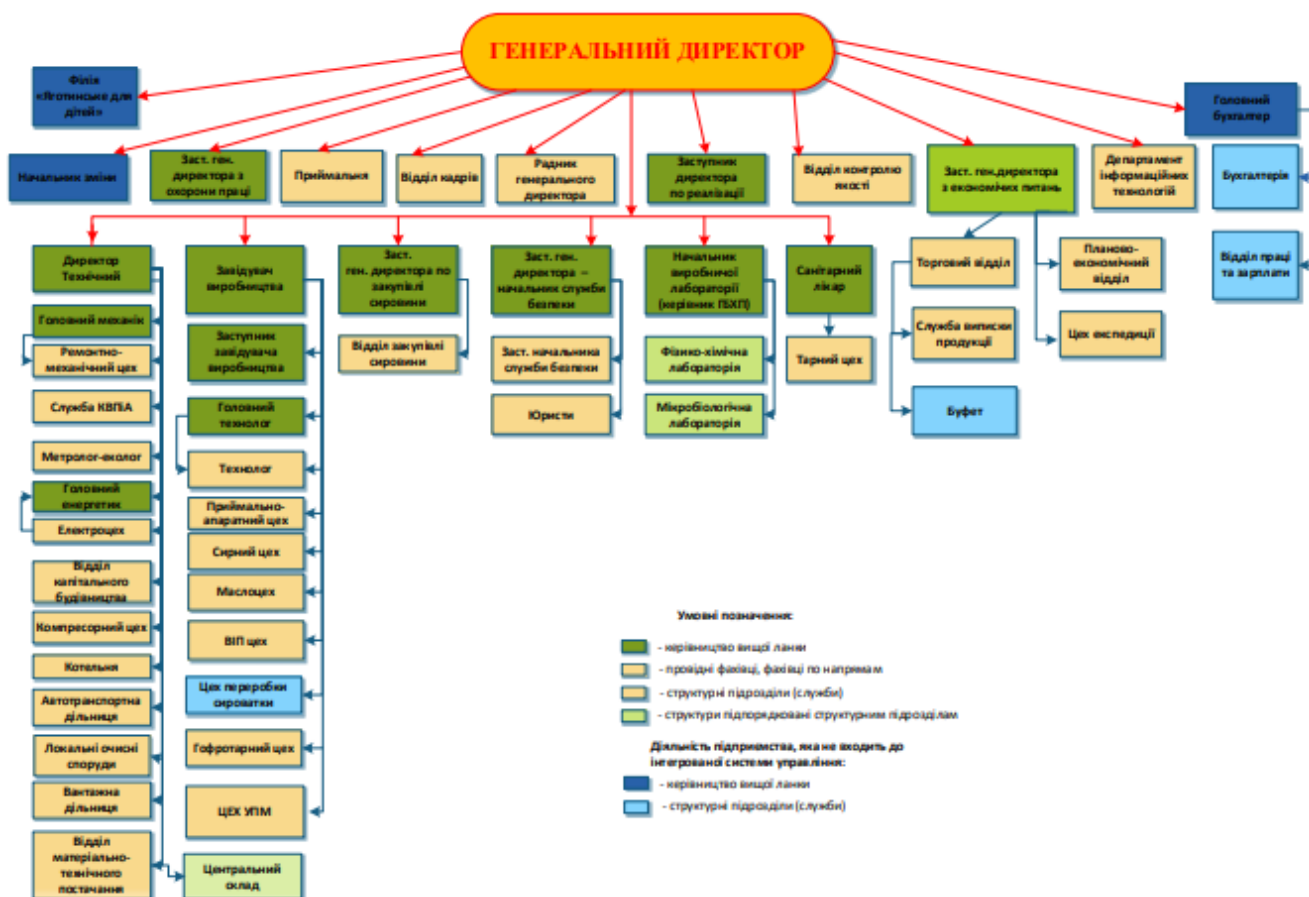 ГЕНЕРАЛЬНИЙ ДИРЕКТОР
Філія
«Яготинське для
дітей»
Головний
бухгалтер
Начальник зміни
Заст. ген.
директора з
охорони праці
Приймальня
Відділ кадрів
Радник
генерального
директора
Заступник
директора
по реалізації
Відділ контролю
якості
Заст. ген.директора
з економічних питань
Департамент
інформаційних
технологій
Бухгалтерія
Директор
Технічний
Завідувач
виробництва
Заст.
ген. директора по
закупівлі
сировини
Заст. ген.
директора –
начальник служби
безпеки
Начальник
виробничої
лабораторії
(керівник ГБХП)
Санітарний
лікар
Торговий відділ
Планово-
економічний
відділ
Відділ праці
та зарплати
Головний механік
Ремонтно-
механічний цех
Служба КВПіА
Метролог-еколог
Головний
енергетик
Електроцех
Відділ
капітального
будівництва
Компресорний цех
Котельня
Автотранспортна
дільниця
Локальні очисні
споруди
Вантажна
дільниця
Відділ
матеріально-
технічного
постачання
Заступник
завідувача
виробництва
Головний
технолог
Технолог
Приймально-
апаратний цех
Сирний цех
Маслоцех
ВІП цех
Цех переробки
сироватки
Гофротарний цех
ЦЕХ УПМ
Центральний
склад
Відділ закупівлі
сировини
Заст. начальника
служби безпеки
Юристи
Фізико-хімічна
лабораторія
Мікробіологічна
лабораторія
Тарний цех
Служба виписки
продукції
Буфет
Цех експедиції
Умовні позначення:
- керівництво вищої ланки
- провідні фахівці, фахівці по напрямам
- структурні підрозділи (служби)
- структури підпорядковані структурним підрозділам
Діяльність підприємства, яка не входить до
інтегрованої системи управління:
- керівництво вищої ланки
- структурні підрозділи (служби)